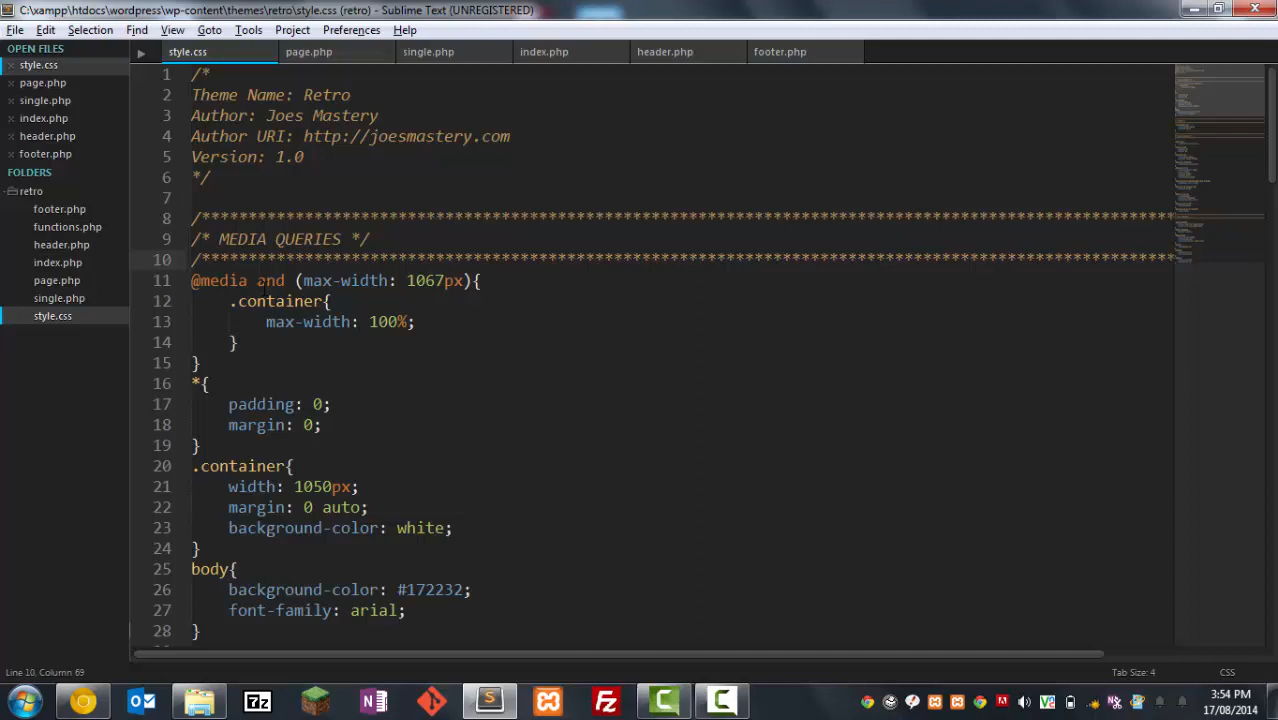 C:\xampp\htdocs\wordpress\wp-content\themes\retro\style.css (retro) - Sublime Text (UNREGISTERED)
File Edit Selection Find View Goto Tools Project Preferences Help
OPEN FILES
style.css
page.php
single.php
index.php
header.php
footer.php
FOLDERS
retro
footer.php
functions.php
header.php
index.php
page.php
single.php
style.css
style.css page.php single.php index.php header.php footer.php
1 /*
2 Theme Name: Retro
3 Author: Joes Mastery
4 Author URI: http://joesmastery.com
5 Version: 1.0
6 */
7
8 /********************************************************************************************************
9 /* MEDIA QUERIES */
10 /********************************************************************************************************
11 @media and (max-width: 1067px){
12 .container{
13 max-width: 100%;
14 }
15 }
16 *{
17 padding: 0;
18 margin: 0;
19 }
20 .container{
21 width: 1050px;
22 margin: 0 auto;
23 background-color: white;
24 }
25 body{
26 background-color: #172232;
27 font-family: arial;
28 }
Line 10, Column 69
Tab Size: 4
CSS
3:54 PM
17/08/2014